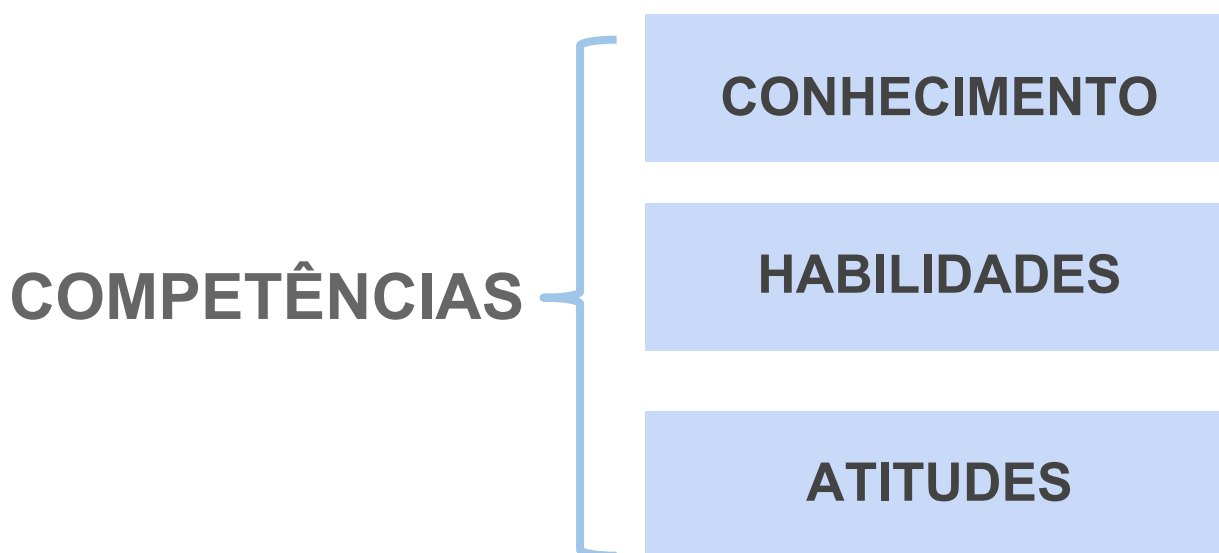 COMPETÊNCIAS
CONHECIMENTO
HABILIDADES
ATITUDES